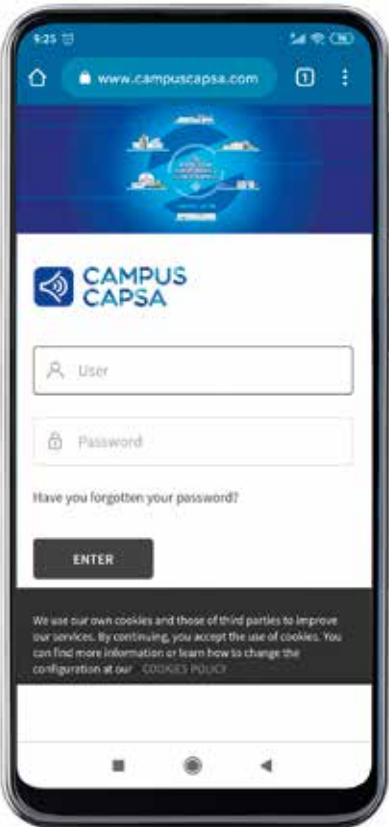 9:25
www.campuscapsa.com
1
CAMPUS
CAPSA
User
Password
Have you forgotten your password?
ENTER
We use our own cookies and those of third parties to improve
our services. By continuing, you accept the use of cookies. You
can find more information or learn how to change the
configuration at our COOKIES POLICY